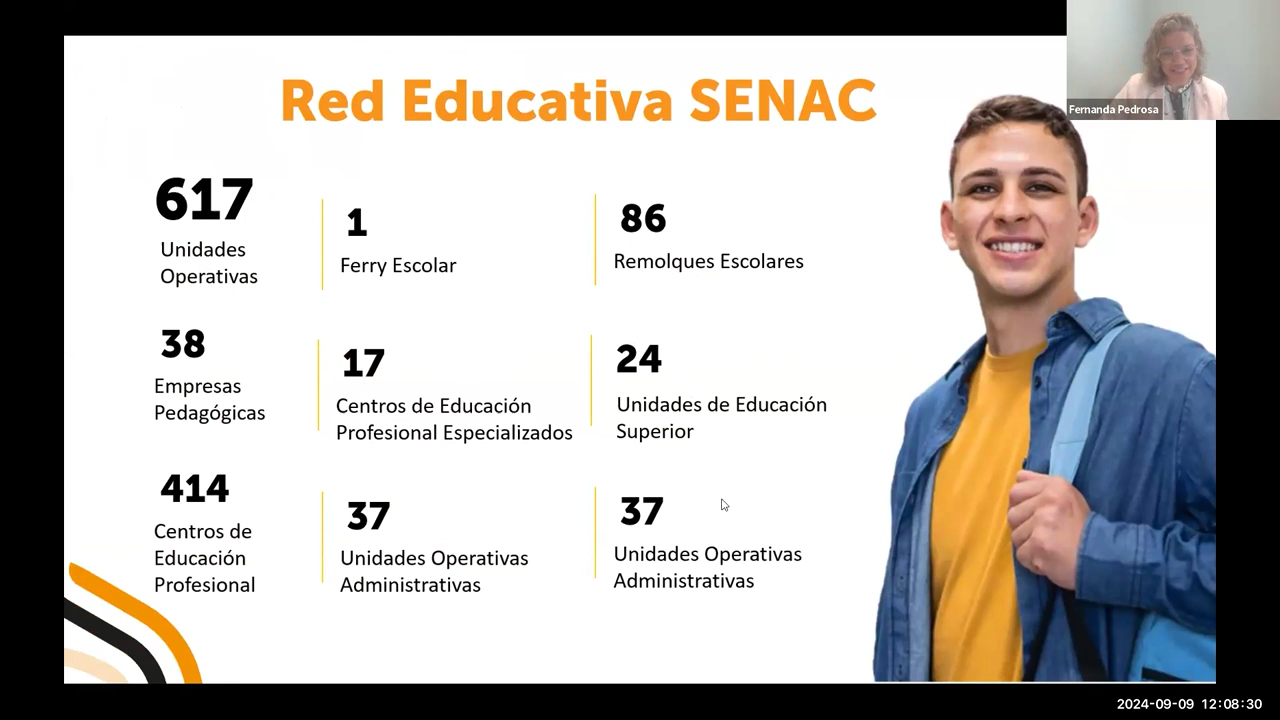 Red Educativa SENAC
617
Unidades
Operativas
1
Ferry Escolar
86
Remolques Escolares
38
Empresas
Pedagógicas
17
Centros de Educación
Profesional Especializados
24
Unidades de Educación
Superior
414
Centros de
Educación
Profesional
37
Unidades Operativas
Administrativas
37
Unidades Operativas
Administrativas
Fernanda Pedrosa
2024-09-09 12:08:30